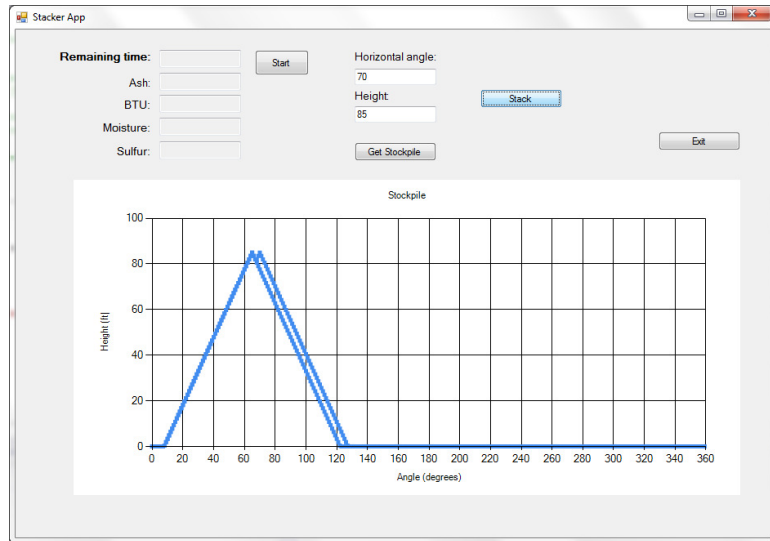 Stacker App
Remaining time:
Start
Ash:
BTU:
Moisture:
Sulfur:
Horizontal angle:
70
Height:
85
Get Stockpile
Stack
Exit
Stockpile
100
80
60
40
20
0
Height [ft]
0 20 40 60 80 100 120 140 160 180 200 220 240 260 280 300 320 340 360
Angle (degrees)